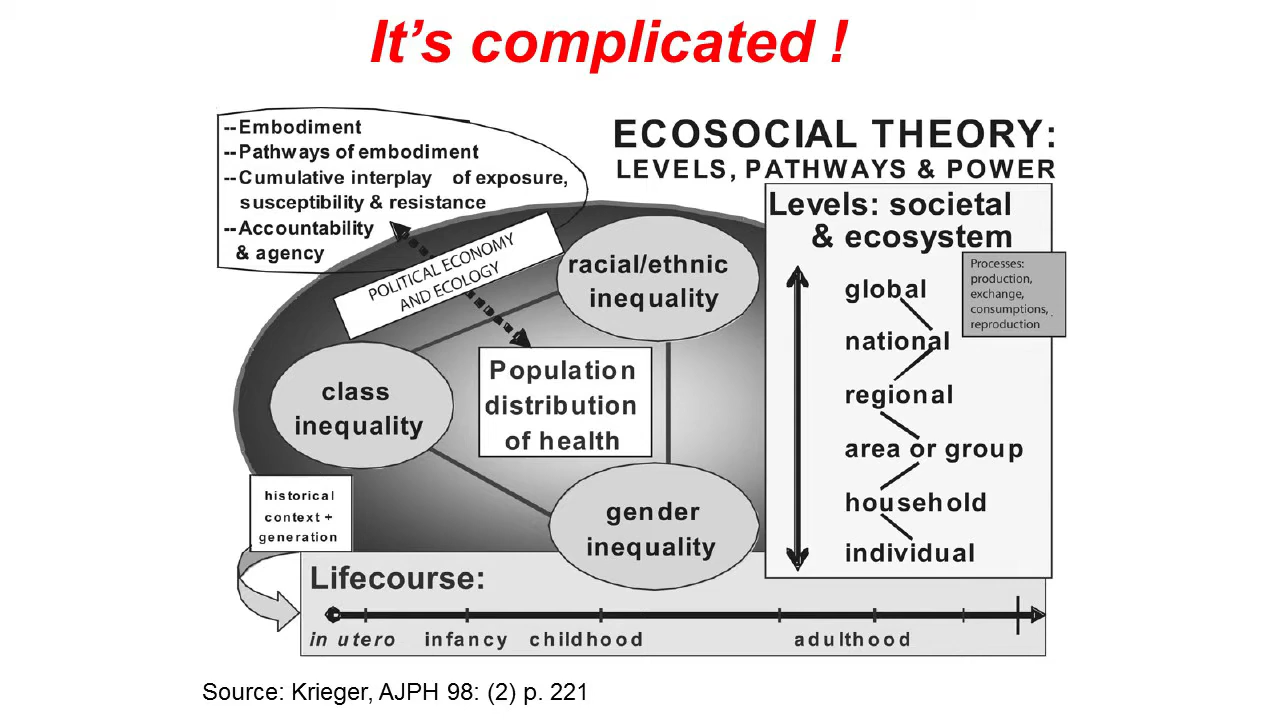 It's complicated !
--Embodiment
--Pathways of embodiment
--Cumulative interplay of exposure,
susceptibility & resistance
--Accountability
& agency
ECOSOCIAL THEORY:
LEVELS, PATHWAYS & POWER
POLITICAL ECONOMY
AND ECOLOGY
racial/ethnic
inequality
class
inequality
Population
distribution
of health
gender
inequality
Levels: societal
& ecosystem
Processes:
production,
exchange,
consumptions,
reproduction
global
national
regional
area or group
household
individual
historical
context +
generation
Lifecourse:
in utero infancy childhood adulthood
Source: Krieger, AJPH 98: (2) p. 221